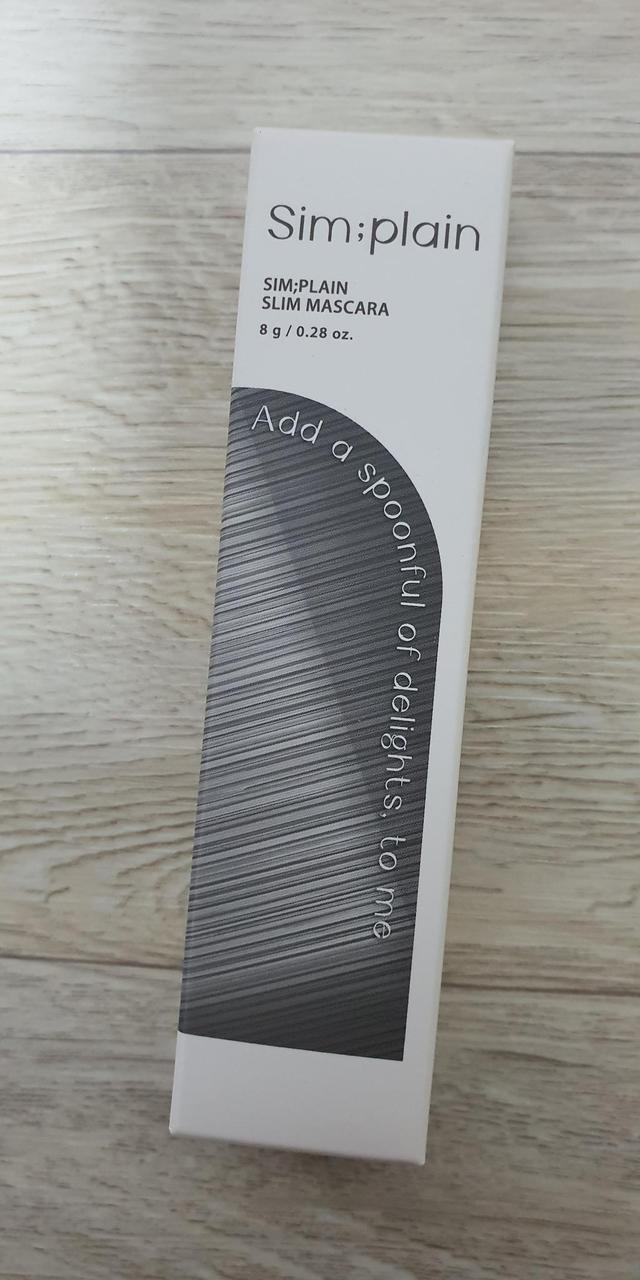 Sim;plain
SIM;PLAIN
SLIM MASCARA
8 g / 0.28 oz.
Add a spoonful of delights, to me